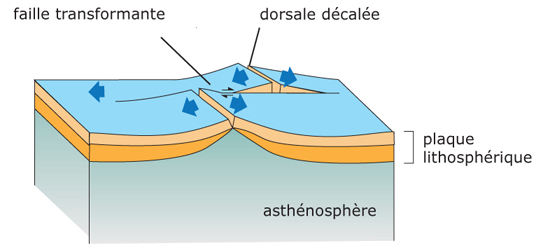 faille transformante
dorsale décalée
plaque
lithosphérique
asthénosphère